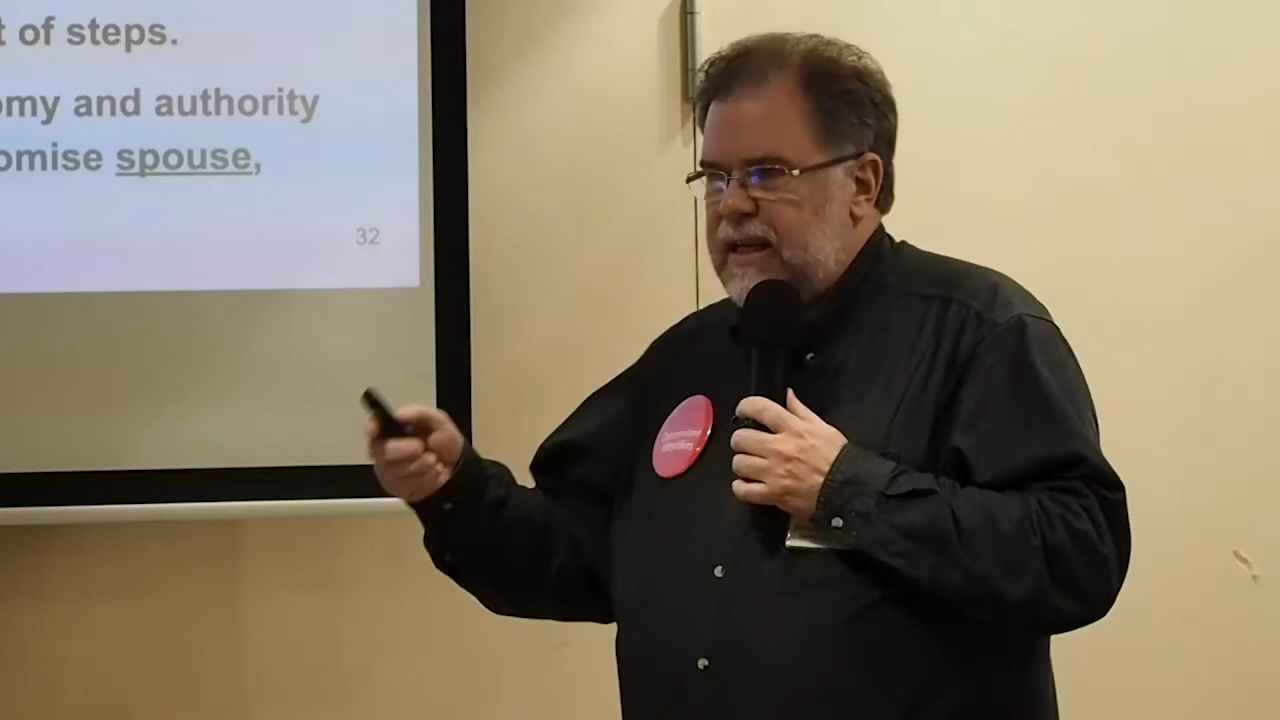 t of steps.
omy and authority
omise spouse,
32